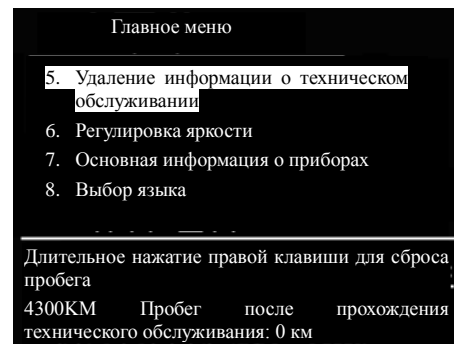 Главное меню
5. Удаление информации о техническом
обслуживании
6. Регулировка яркости
7. Основная информация о приборах
8. Выбор языка
Длительное нажатие правой клавиши для сброса
пробега
4300KM Пробег после прохождения
технического обслуживания: 0 км